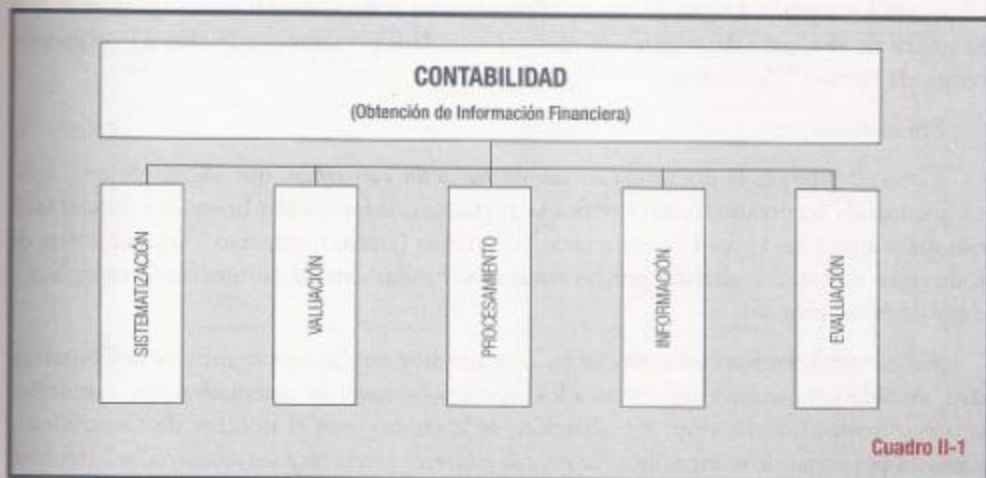 CONTABILIDAD
(Obtención de Información Financiera)
SISTEMATIZACIÓN
VALUACIÓN
PROCESAMIENTO
INFORMACIÓN
EVALUACIÓN
Cuadro II-1